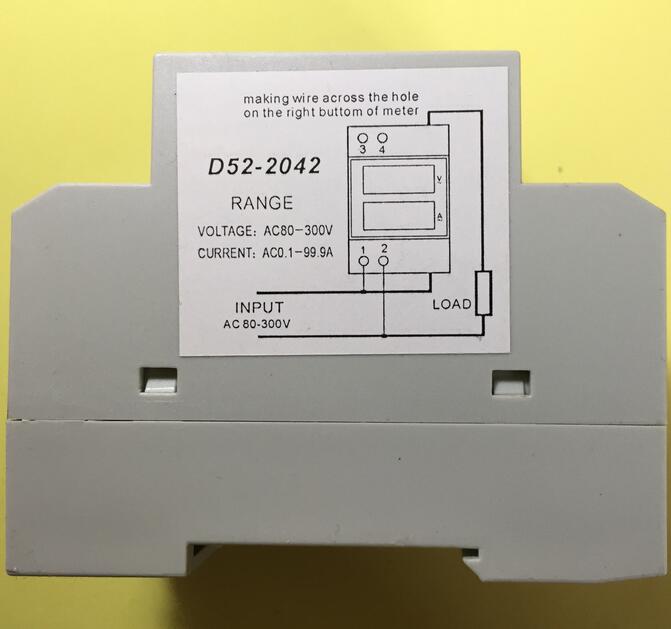 making wire across the hole
on the right buttom of meter
3 4
D52-2042
V
RANGE
A
VOLTAGE: AC80-300V
CURRENT: AC0.1-99.9A
1 2
INPUT
LOAD
AC 80-300V